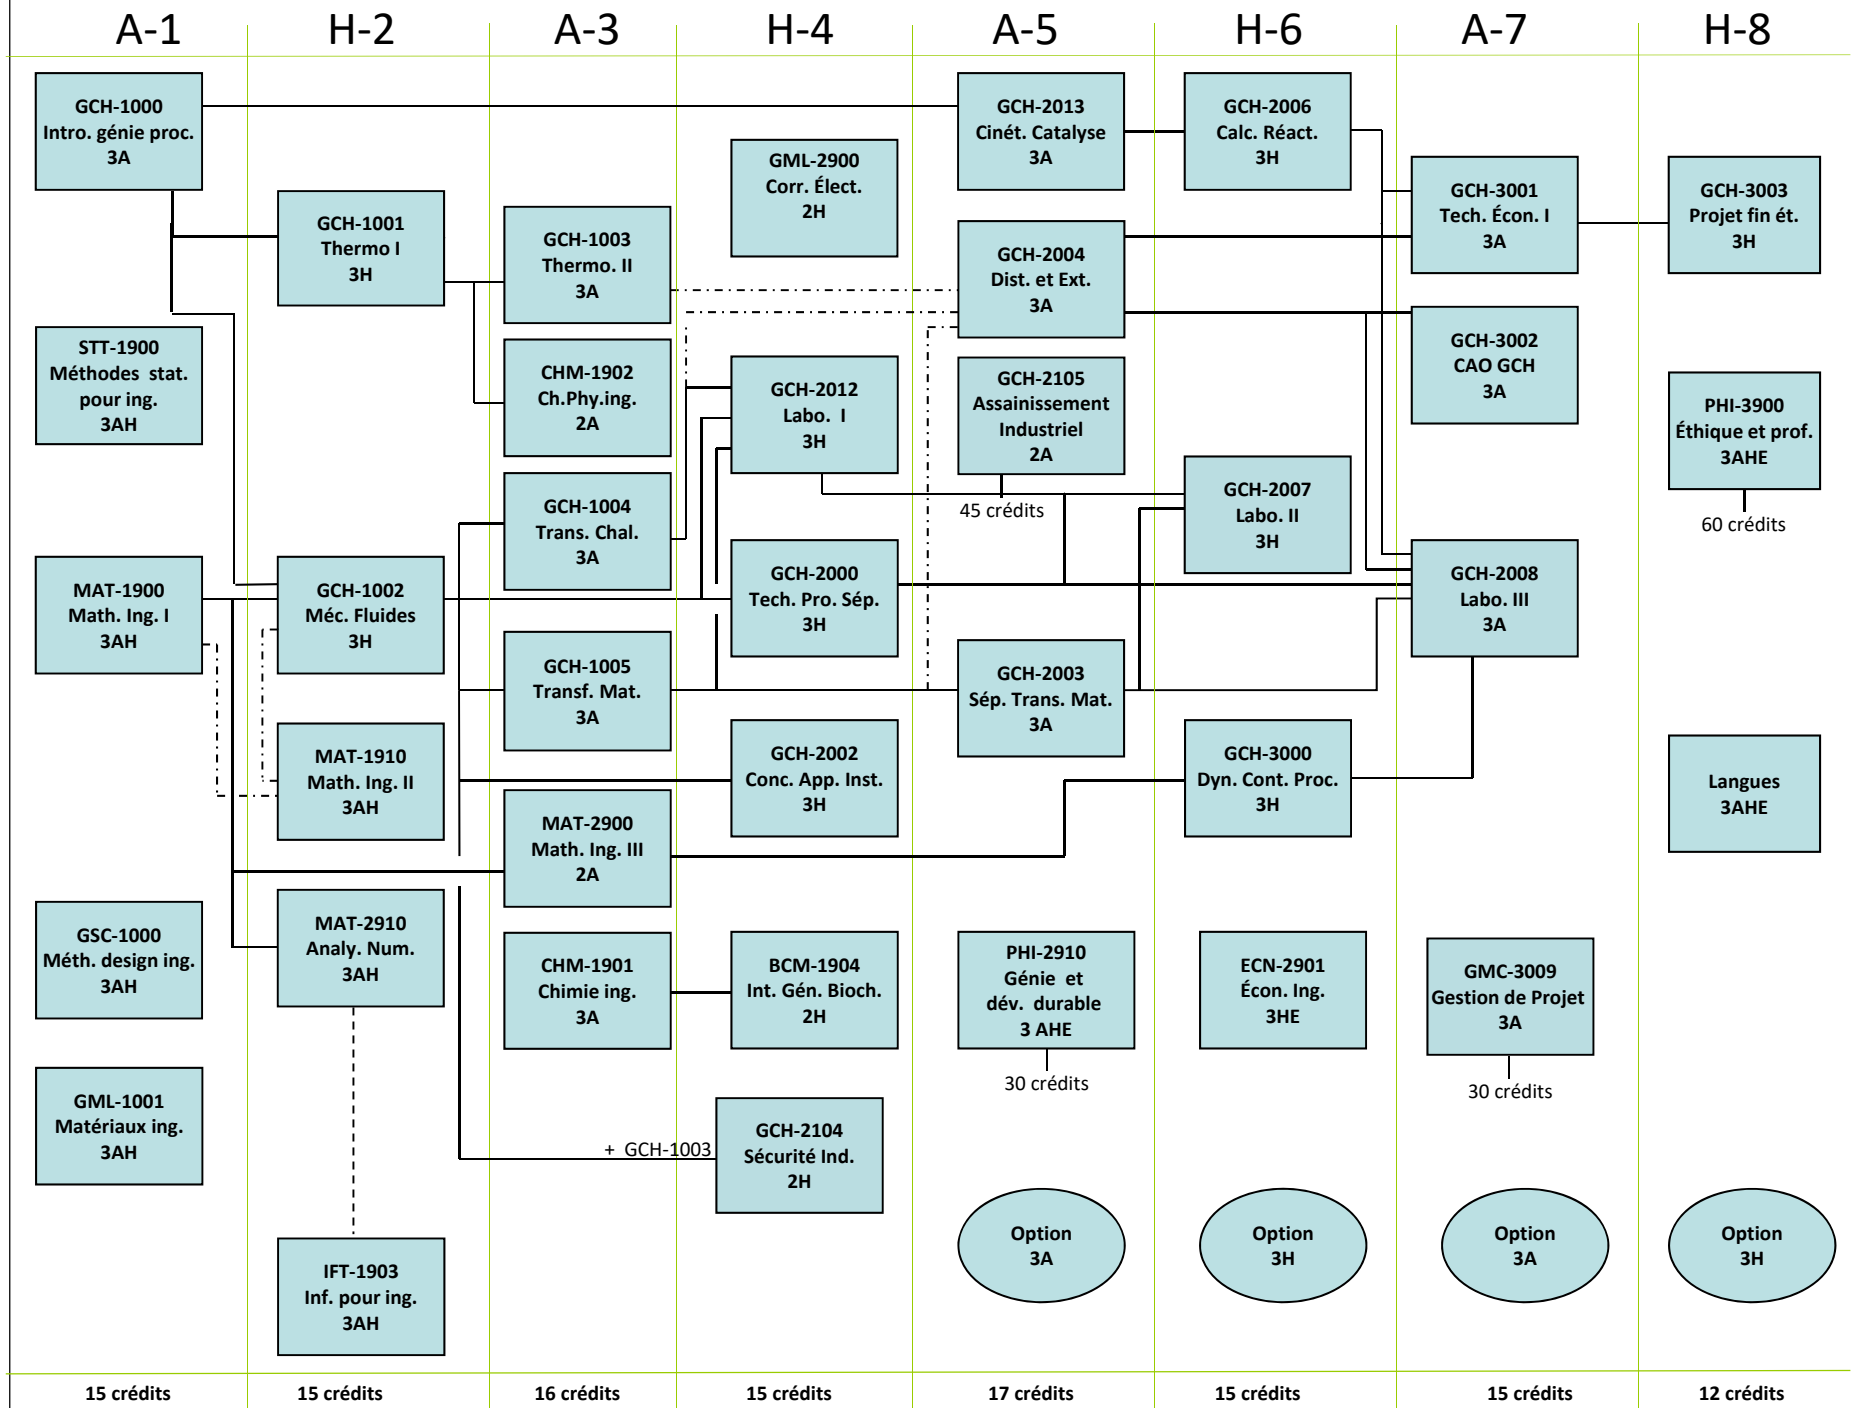 A-1
H-2
A-3
H-4
A-5
H-6
A-7
H-8
GCH-1000
Intro. génie proc.
3A
STT-1900
Méthodes stat.
pour ing.
3AH
MAT-1900
Math. Ing. I
3AH
GSC-1000
Méth. design ing.
3AH
GML-1001
Matériaux ing.
3AH
GCH-1001
Thermo I
3H
GCH-1002
Méc. Fluides
3H
MAT-1910
Math. Ing. II
3AH
MAT-2910
Analy. Num.
3AH
IFT-1903
Inf. pour ing.
3AH
GCH-1003
Thermo. II
3A
CHM-1902
Ch.Phy.ing.
2A
GCH-1004
Trans. Chal.
3A
GCH-1005
Transf. Mat.
3A
MAT-2900
Math. Ing. III
2A
CHM-1901
Chimie ing.
3A
GML-2900
Corr. Élect.
2H
GCH-2012
Labo. I
3H
GCH-2000
Tech. Pro. Sép.
3H
GCH-2002
Conc. App. Inst.
3H
BCM-1904
Int. Gén. Bioch.
2H
+ GCH-1003
GCH-2104
Sécurité Ind.
2H
GCH-2013
Cinét. Catalyse
3A
GCH-2004
Dist. et Ext.
3A
GCH-2105
Assainissement
Industriel
2A
45 crédits
GCH-2003
Sép. Trans. Mat.
3A
PHI-2910
Génie et
dév. durable
3 AHE
30 crédits
Option
3A
GCH-2006
Calc. Réact.
3H
GCH-2007
Labo. II
3H
GCH-3000
Dyn. Cont. Proc.
3H
ECN-2901
Écon. Ing.
3HE
Option
3H
GCH-3001
Tech. Écon. I
3A
GCH-3002
CAO GCH
3A
GCH-2008
Labo. III
3A
GMC-3009
Gestion de Projet
3A
30 crédits
Option
3A
GCH-3003
Projet fin ét.
3H
PHI-3900
Éthique et prof.
3AHE
60 crédits
Langues
3AHE
Option
3H
15 crédits
15 crédits
16 crédits
15 crédits
17 crédits
15 crédits
15 crédits
12 crédits